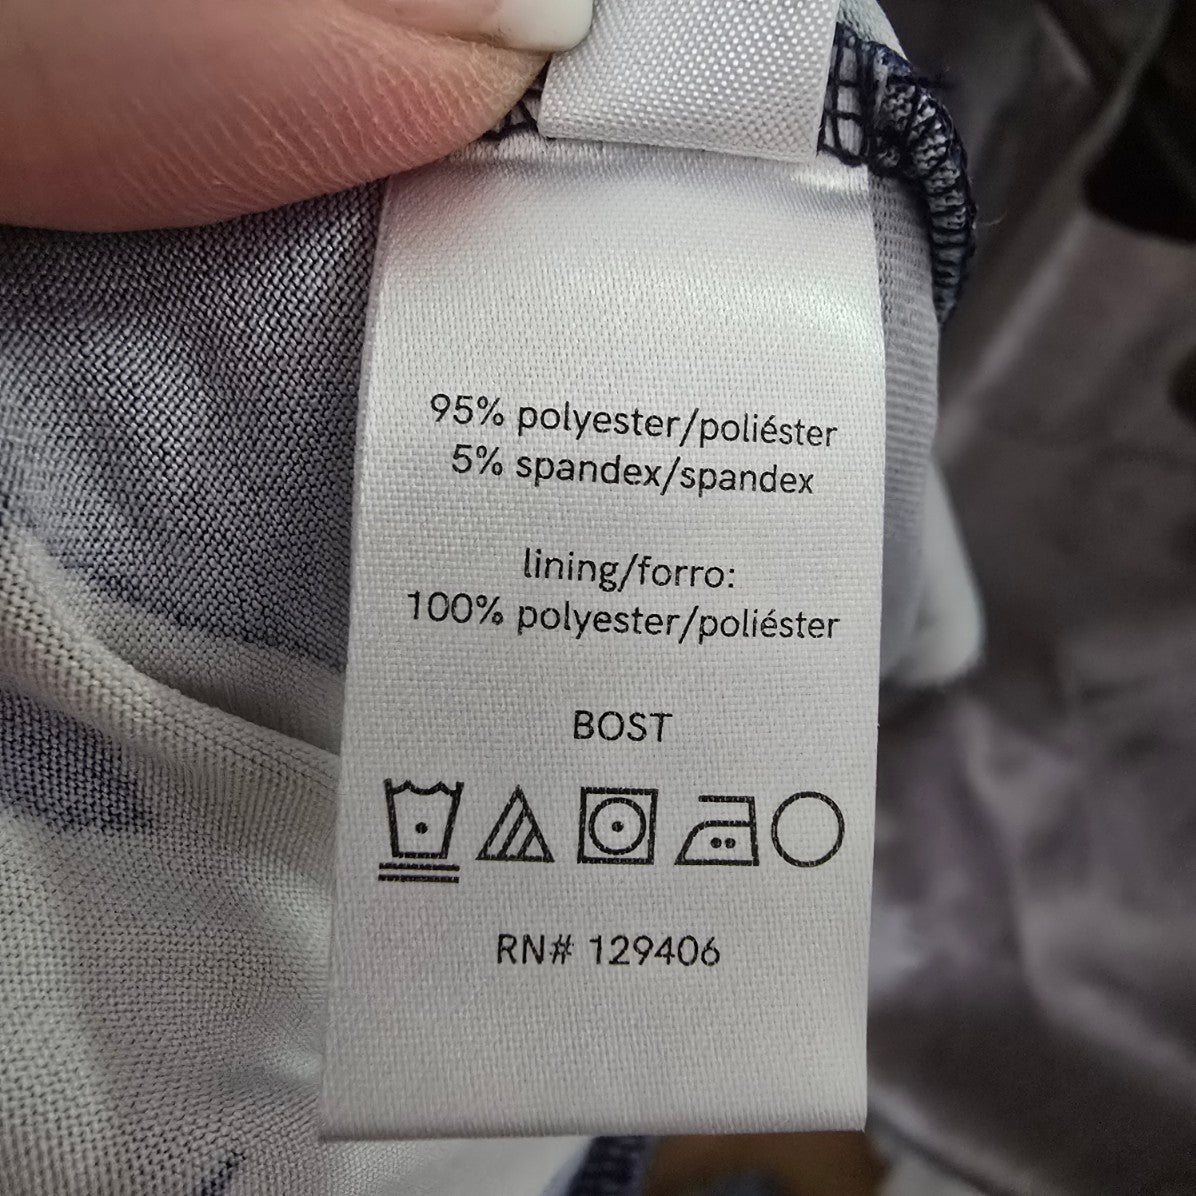 95% polyester/poliéster
5% spandex/spandex
lining/forro:
100% polyester/poliéster
BOST
RN# 129406